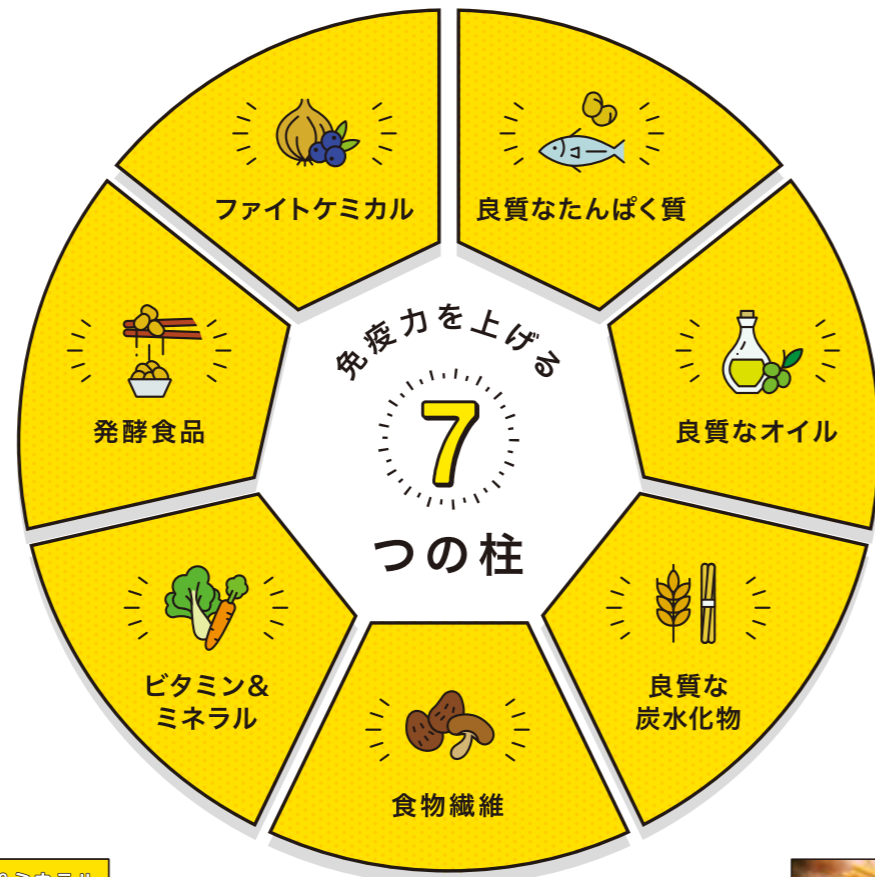 免疫力を上げる
7
つの柱
良質なたんぱく質
良質なオイル
良質な
炭水化物
食物繊維
ビタミン&
ミネラル
発酵食品
ファイトケミカル